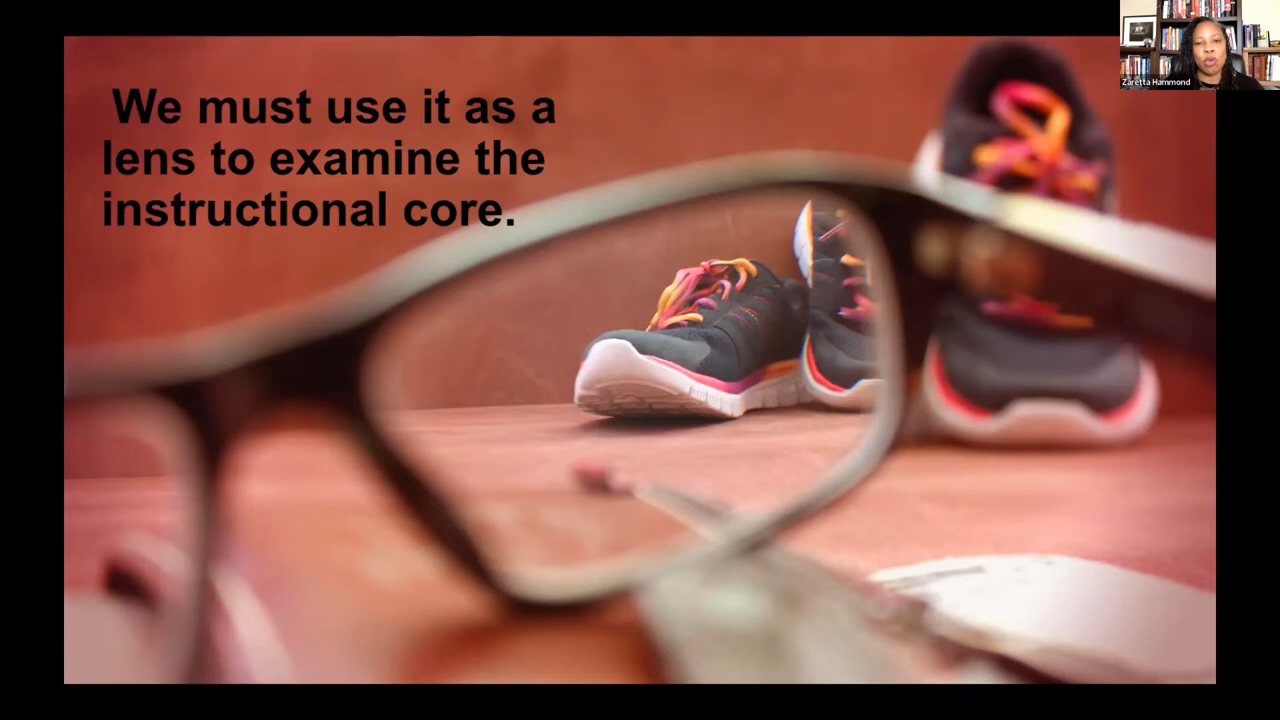 We must use it as a
lens to examine the
instructional core.
Zaretta Hammond